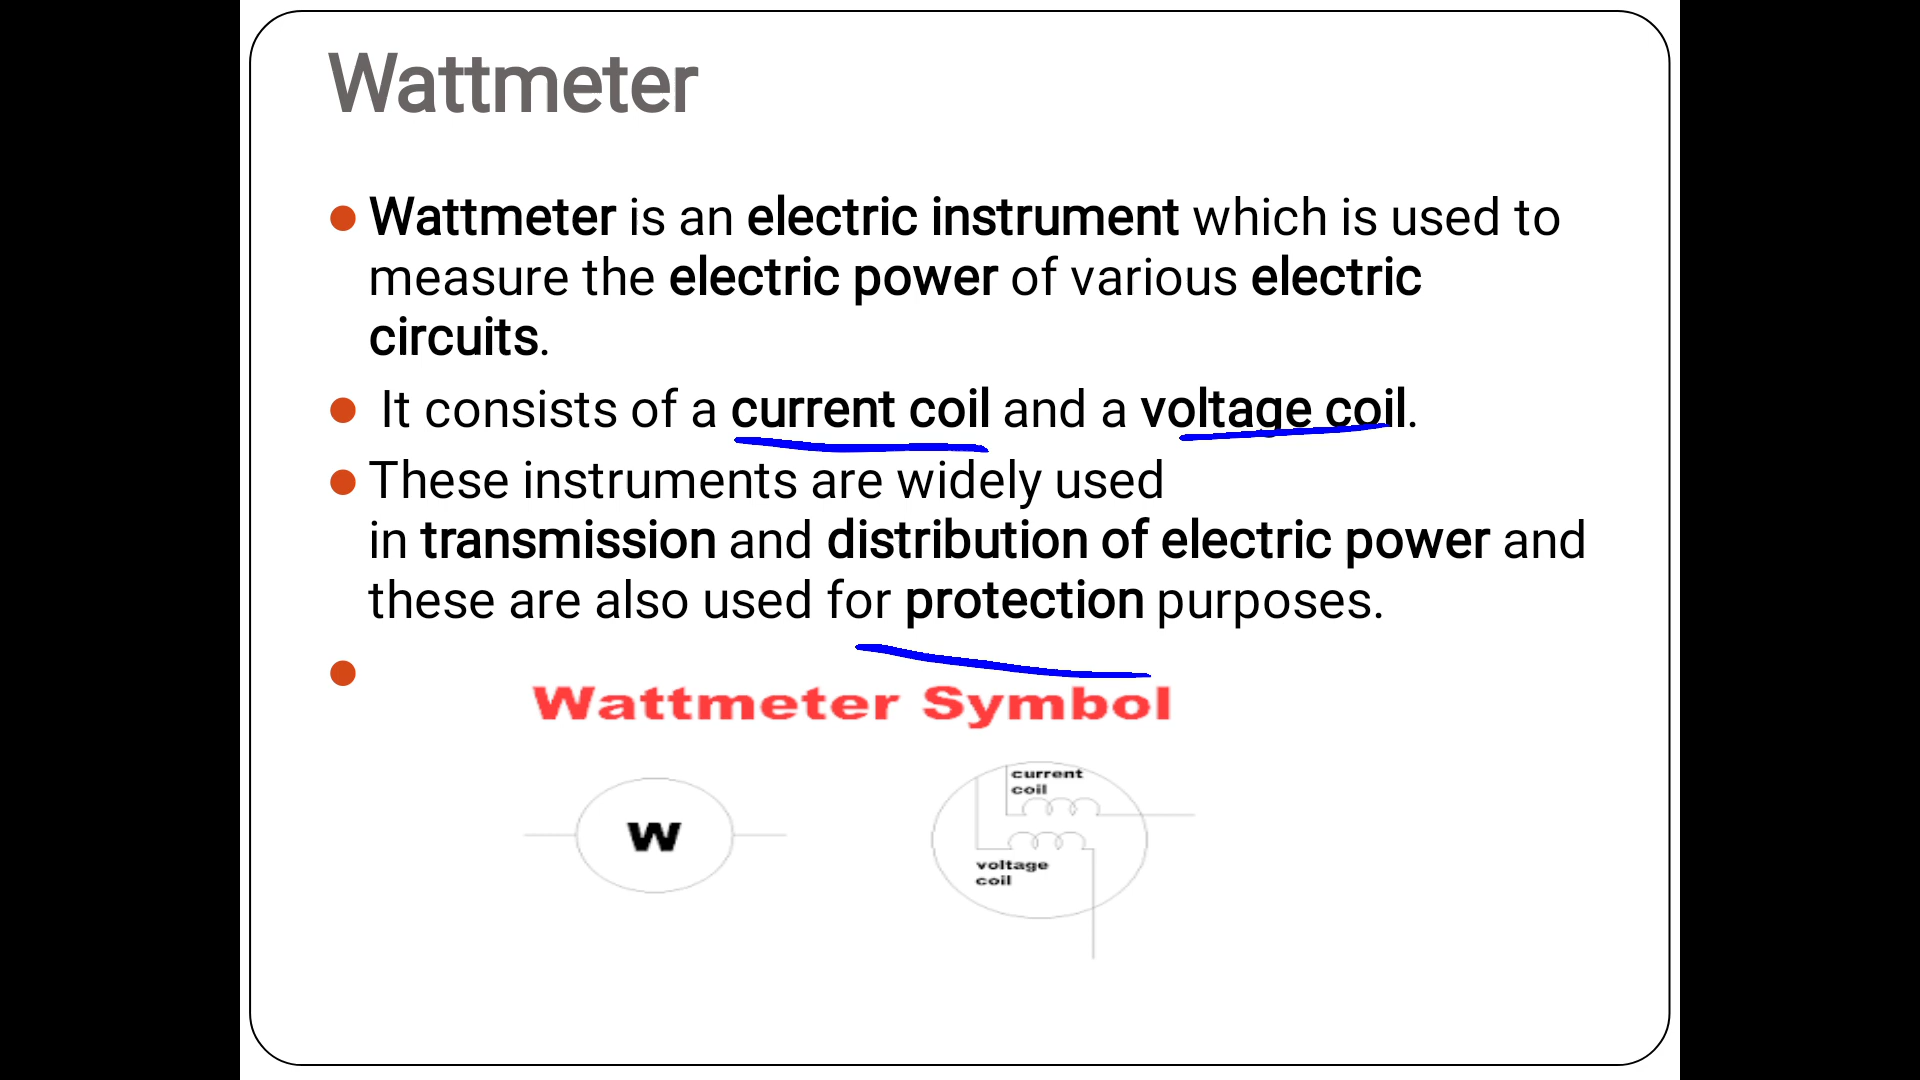 Wattmeter
Wattmeter is an electric instrument which is used to
measure the electric power of various electric
circuits.
It consists of a current coil and a voltage coil.
These instruments are widely used
in transmission and distribution of electric power and
these are also used for protection purposes.
Wattmeter Symbol
W
current
coil
voltage
coil